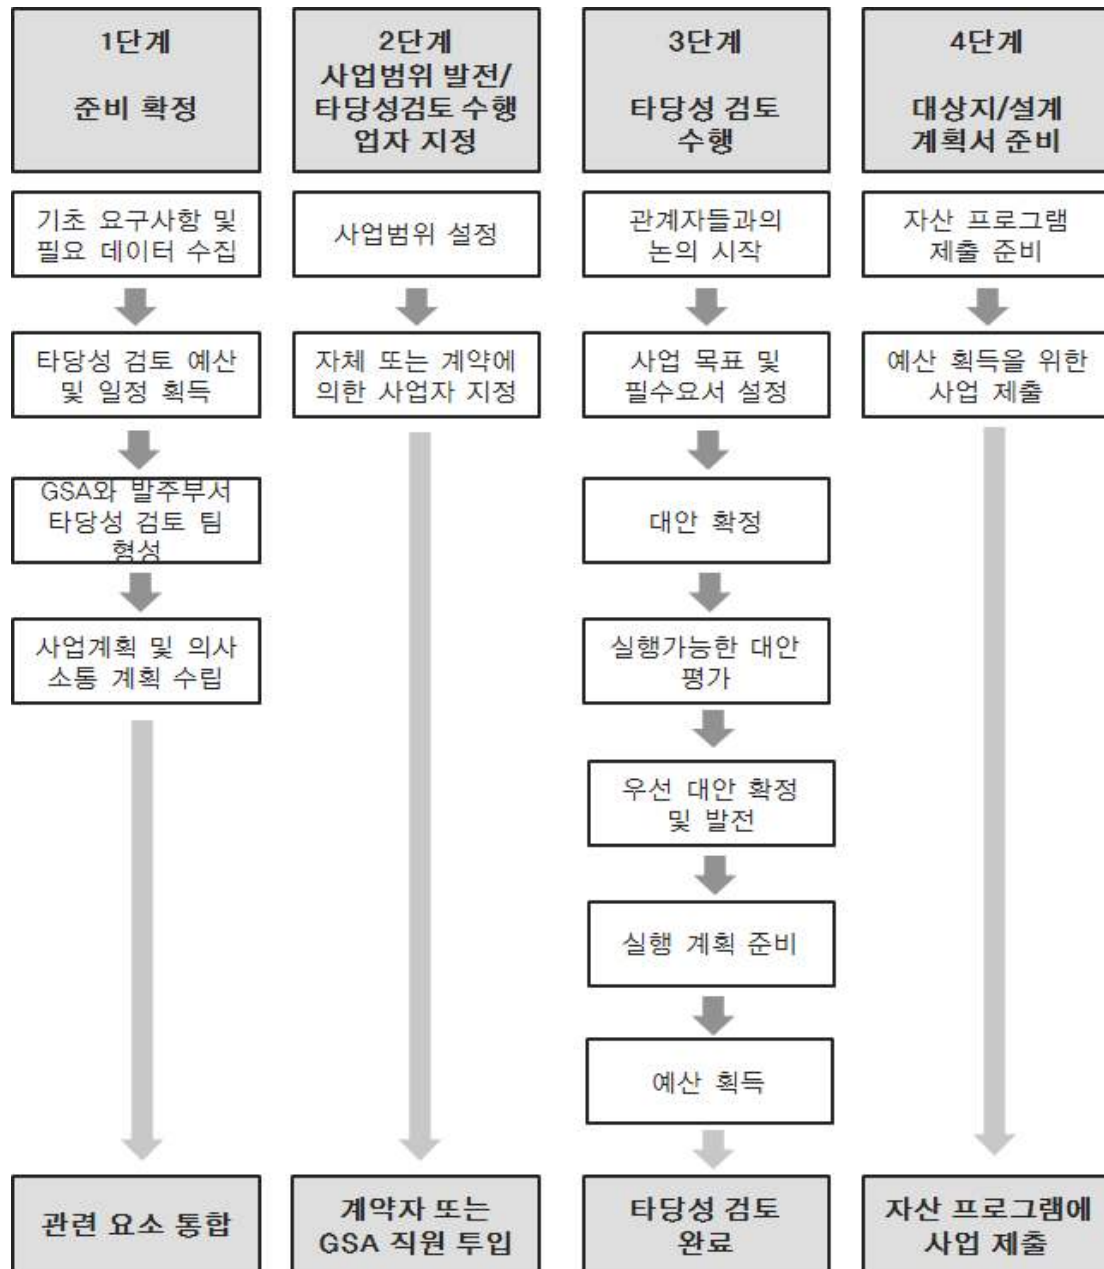 1단계
준비 확정
기초 요구사항 및
필요 데이터 수집
타당성 검토 예산
및 일정 획득
GSA와 발주부서
타당성 검토 팀
형성
사업계획 및 의사
소통 계획 수립
관련 요소 통합
2단계
사업범위 발전/
타당성검토 수행
업자 지정
사업범위 설정
자체 또는 계약에
의한 사업자 지정
계약자 또는
GSA 직원 투입
3단계
타당성 검토
수행
관계자들과의
논의 시작
사업 목표 및
필수요서 설정
대안 확정
실행가능한 대안
평가
우선 대안 확정
및 발전
실행 계획 준비
예산 획득
타당성 검토
완료
4단계
대상지/설계
계획서 준비
자산 프로그램
제출 준비
예산 획득을 위한
사업 제출
자산 프로그램에
사업 제출